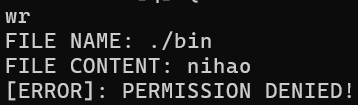 wr
FILE NAME: ./bin
FILE CONTENT: nihao
[ERROR]: PERMISSION DENIED!